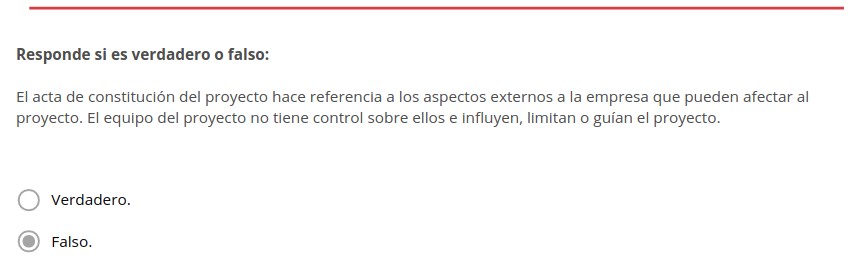 Responde si es verdadero o falso:
El acta de constitución del proyecto hace referencia a los aspectos externos a la empresa que pueden afectar al
proyecto. El equipo del proyecto no tiene control sobre ellos e influyen, limitan o guían el proyecto.
Verdadero.
Falso.